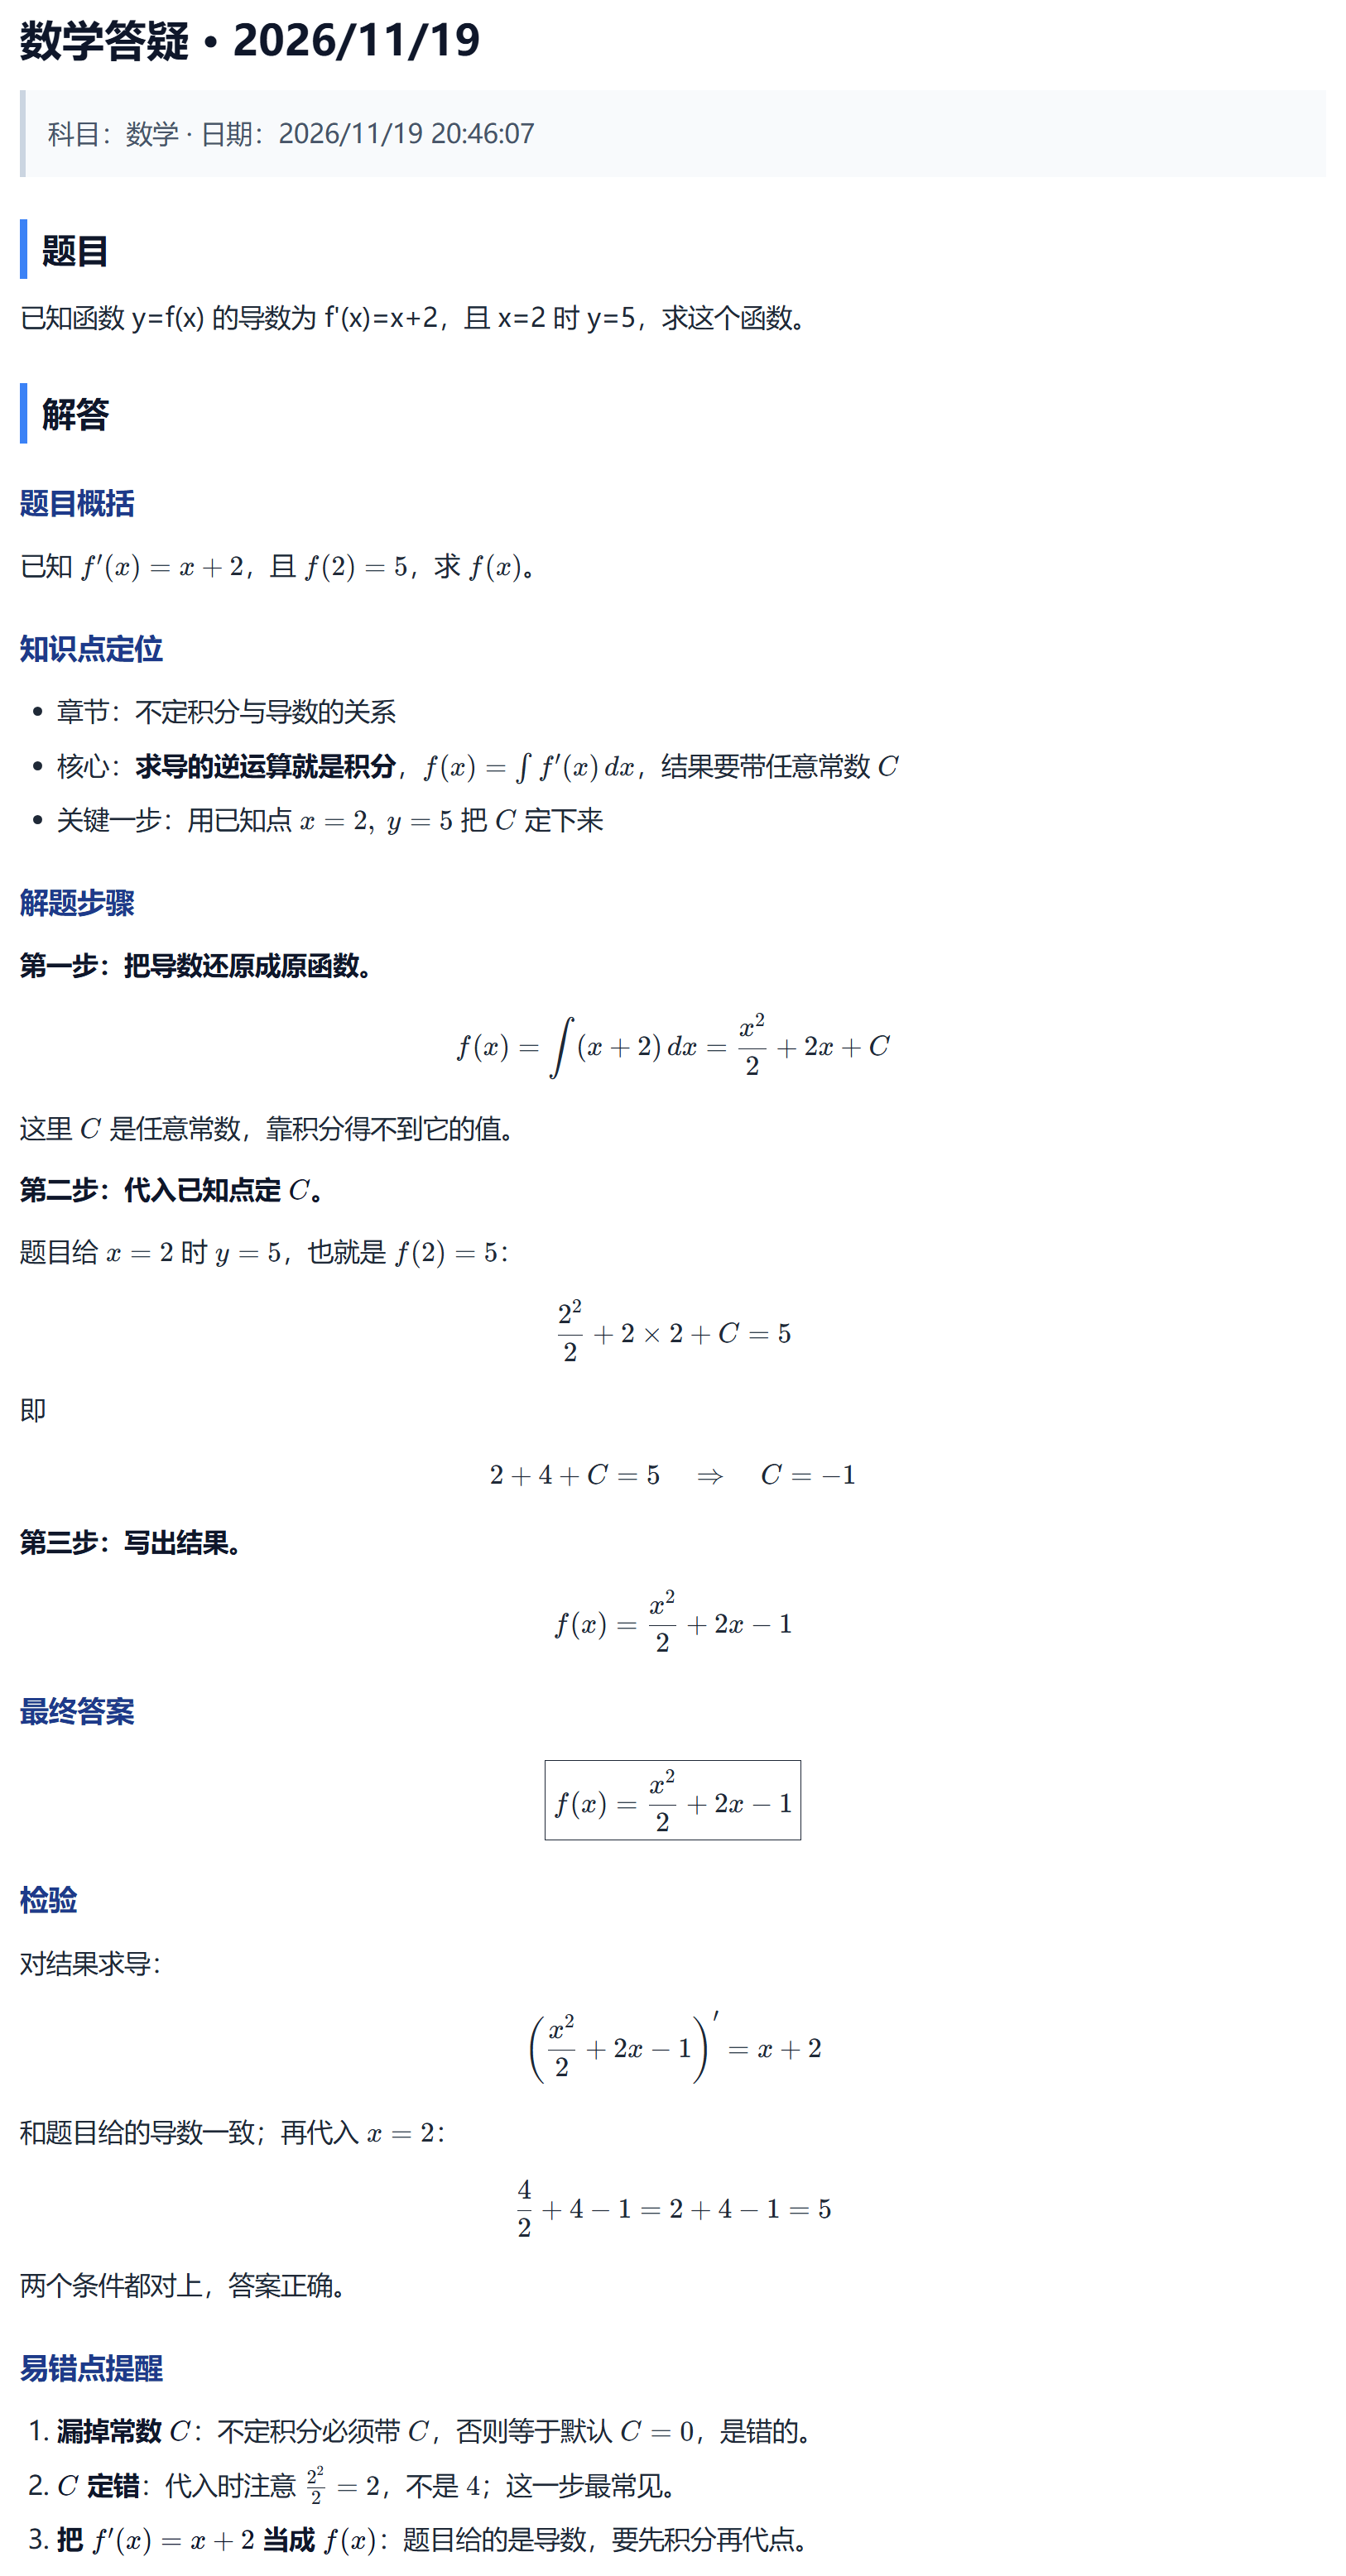 数学答疑 · 2026/11/19
科目：数学 · 日期：2026/11/19 20:46:07
题目
已知函数 y=f(x) 的导数为 f'(x)=x+2，且 x=2 时 y=5，求这个函数。
解答
题目概括
已知 f′(x) = x + 2，且 f(2) = 5，求 f(x)。
知识点定位
• 章节：不定积分与导数的关系
• 核心：求导的逆运算就是积分，f(x) = ∫ f′(x) dx，结果要带任意常数 C
• 关键一步：用已知点 x = 2, y = 5 把 C 定下来
解题步骤
第一步：把导数还原成原函数。
f(x) = ∫(x + 2) dx = x²/2 + 2x + C
这里 C 是任意常数，靠积分得不到它的值。
第二步：代入已知点定 C。
题目给 x = 2 时 y = 5，也就是 f(2) = 5：
2²/2 + 2 × 2 + C = 5
即
2 + 4 + C = 5 ⇒ C = −1
第三步：写出结果。
f(x) = x²/2 + 2x − 1
最终答案
f(x) = x²/2 + 2x − 1
检验
对结果求导：
(x²/2 + 2x − 1)′ = x + 2
和题目给的导数一致；再代入 x = 2：
4/2 + 4 − 1 = 2 + 4 − 1 = 5
两个条件都对上，答案正确。
易错点提醒
1. 漏掉常数 C：不定积分必须带 C，否则等于默认 C = 0，是错的。
2. C 定错：代入时注意 2²/2 = 2，不是 4；这一步最常见。
3. 把 f′(x) = x + 2 当成 f(x)：题目给的是导数，要先积分再代点。